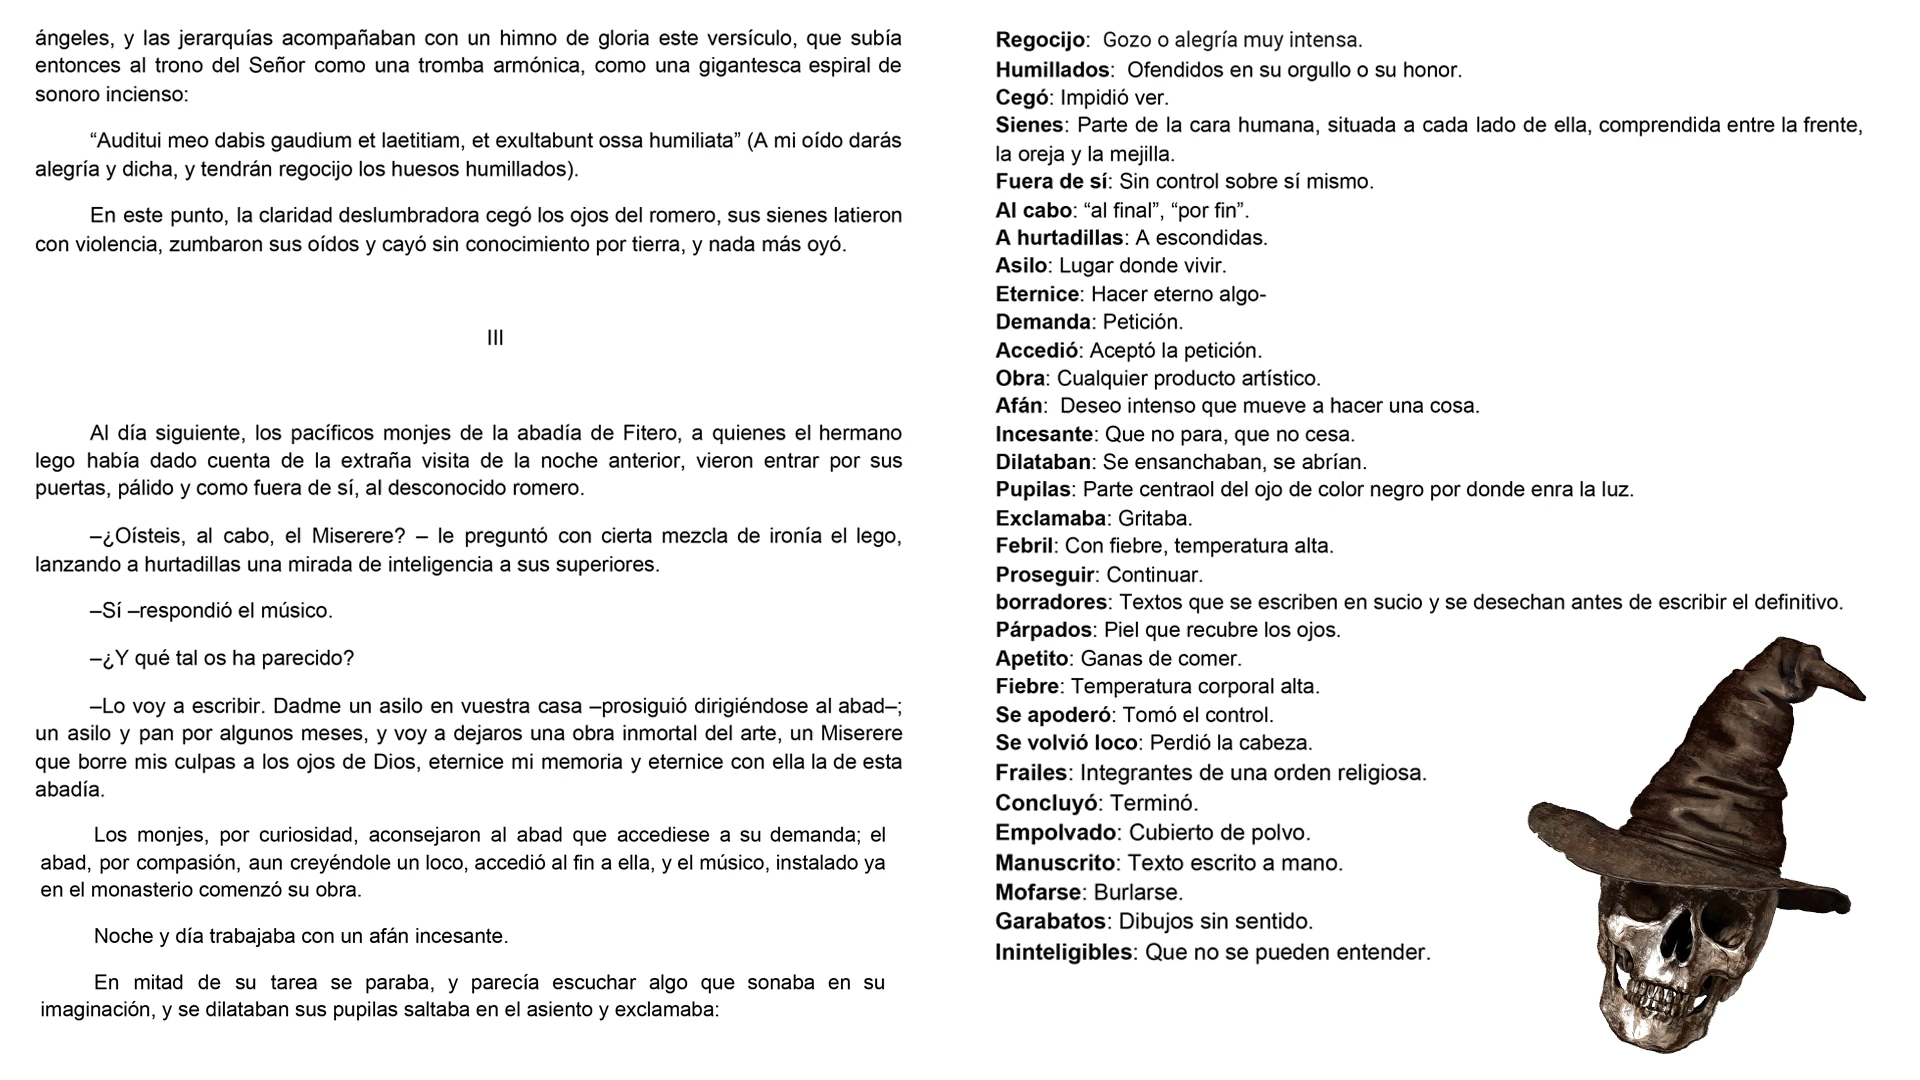 ángeles, y las jerarquías acompañaban con un himno de gloria este versículo, que subía
entonces al trono del Señor como una tromba armónica, como una gigantesca espiral de
sonoro incienso:
“Auditui meo dabis gaudium et laetitiam, et exultabunt ossa humiliata” (A mi oído darás
alegría y dicha, y tendrán regocijo los huesos humillados).
En este punto, la claridad deslumbradora cegó los ojos del romero, sus sienes latieron
con violencia, zumbaron sus oídos y cayó sin conocimiento por tierra, y nada más oyó.
III
Al día siguiente, los pacíficos monjes de la abadía de Fitero, a quienes el hermano
lego había dado cuenta de la extraña visita de la noche anterior, vieron entrar por sus
puertas, pálido y como fuera de sí, al desconocido romero.
–¿Oísteis, al cabo, el Miserere? – le preguntó con cierta mezcla de ironía el lego,
lanzando a hurtadillas una mirada de inteligencia a sus superiores.
–Sí –respondió el músico.
–¿Y qué tal os ha parecido?
–Lo voy a escribir. Dadme un asilo en vuestra casa –prosiguió dirigiéndose al abad–;
un asilo y pan por algunos meses, y voy a dejaros una obra inmortal del arte, un Miserere
que borre mis culpas a los ojos de Dios, eternice mi memoria y eternice con ella la de esta
abadía.
Los monjes, por curiosidad, aconsejaron al abad que accediese a su demanda; el
abad, por compasión, aun creyéndole un loco, accedió al fin a ella, y el músico, instalado ya
en el monasterio comenzó su obra.
Noche y día trabajaba con un afán incesante.
En mitad de su tarea se paraba, y parecía escuchar algo que sonaba en su
imaginación, y se dilataban sus pupilas saltaba en el asiento y exclamaba:
Regocijo: Gozo o alegría muy intensa.
Humillados: Ofendidos en su orgullo o su honor.
Cegó: Impidió ver.
Sienes: Parte de la cara humana, situada a cada lado de ella, comprendida entre la frente,
la oreja y la mejilla.
Fuera de sí: Sin control sobre sí mismo.
Al cabo: “al final”, “por fin”.
A hurtadillas: A escondidas.
Asilo: Lugar donde vivir.
Eternice: Hacer eterno algo-
Demanda: Petición.
Accedió: Aceptó la petición.
Obra: Cualquier producto artístico.
Afán: Deseo intenso que mueve a hacer una cosa.
Incesante: Que no para, que no cesa.
Dilataban: Se ensanchaban, se abrían.
Pupilas: Parte centraol del ojo de color negro por donde enra la luz.
Exclamaba: Gritaba.
Febril: Con fiebre, temperatura alta.
Proseguir: Continuar.
borradores: Textos que se escriben en sucio y se desechan antes de escribir el definitivo.
Párpados: Piel que recubre los ojos.
Apetito: Ganas de comer.
Fiebre: Temperatura corporal alta.
Se apoderó: Tomó el control.
Se volvió loco: Perdió la cabeza.
Frailes: Integrantes de una orden religiosa.
Concluyó: Terminó.
Empolvado: Cubierto de polvo.
Manuscrito: Texto escrito a mano.
Mofarse: Burlarse.
Garabatos: Dibujos sin sentido.
Ininteligibles: Que no se pueden entender.